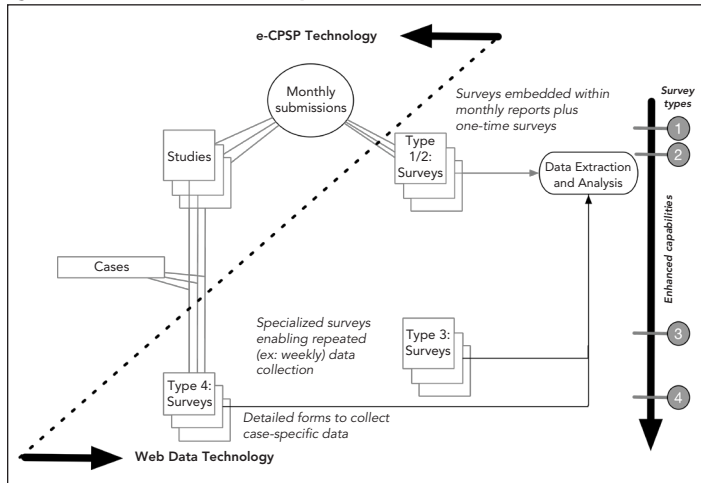 e-CPSP Technology
Monthly
submissions
Surveys embedded within
monthly reports plus
one-time surveys
Survey
types
1
2
Studies
Type
1/2:
Surveys
Data Extraction
and Analysis
Enhanced capabilities
Cases
Specialized surveys
enabling repeated
(ex: weekly) data
collection
Type 3:
Surveys
3
Type 4:
Surveys
4
Detailed forms to collect
case-specific data
Web Data Technology